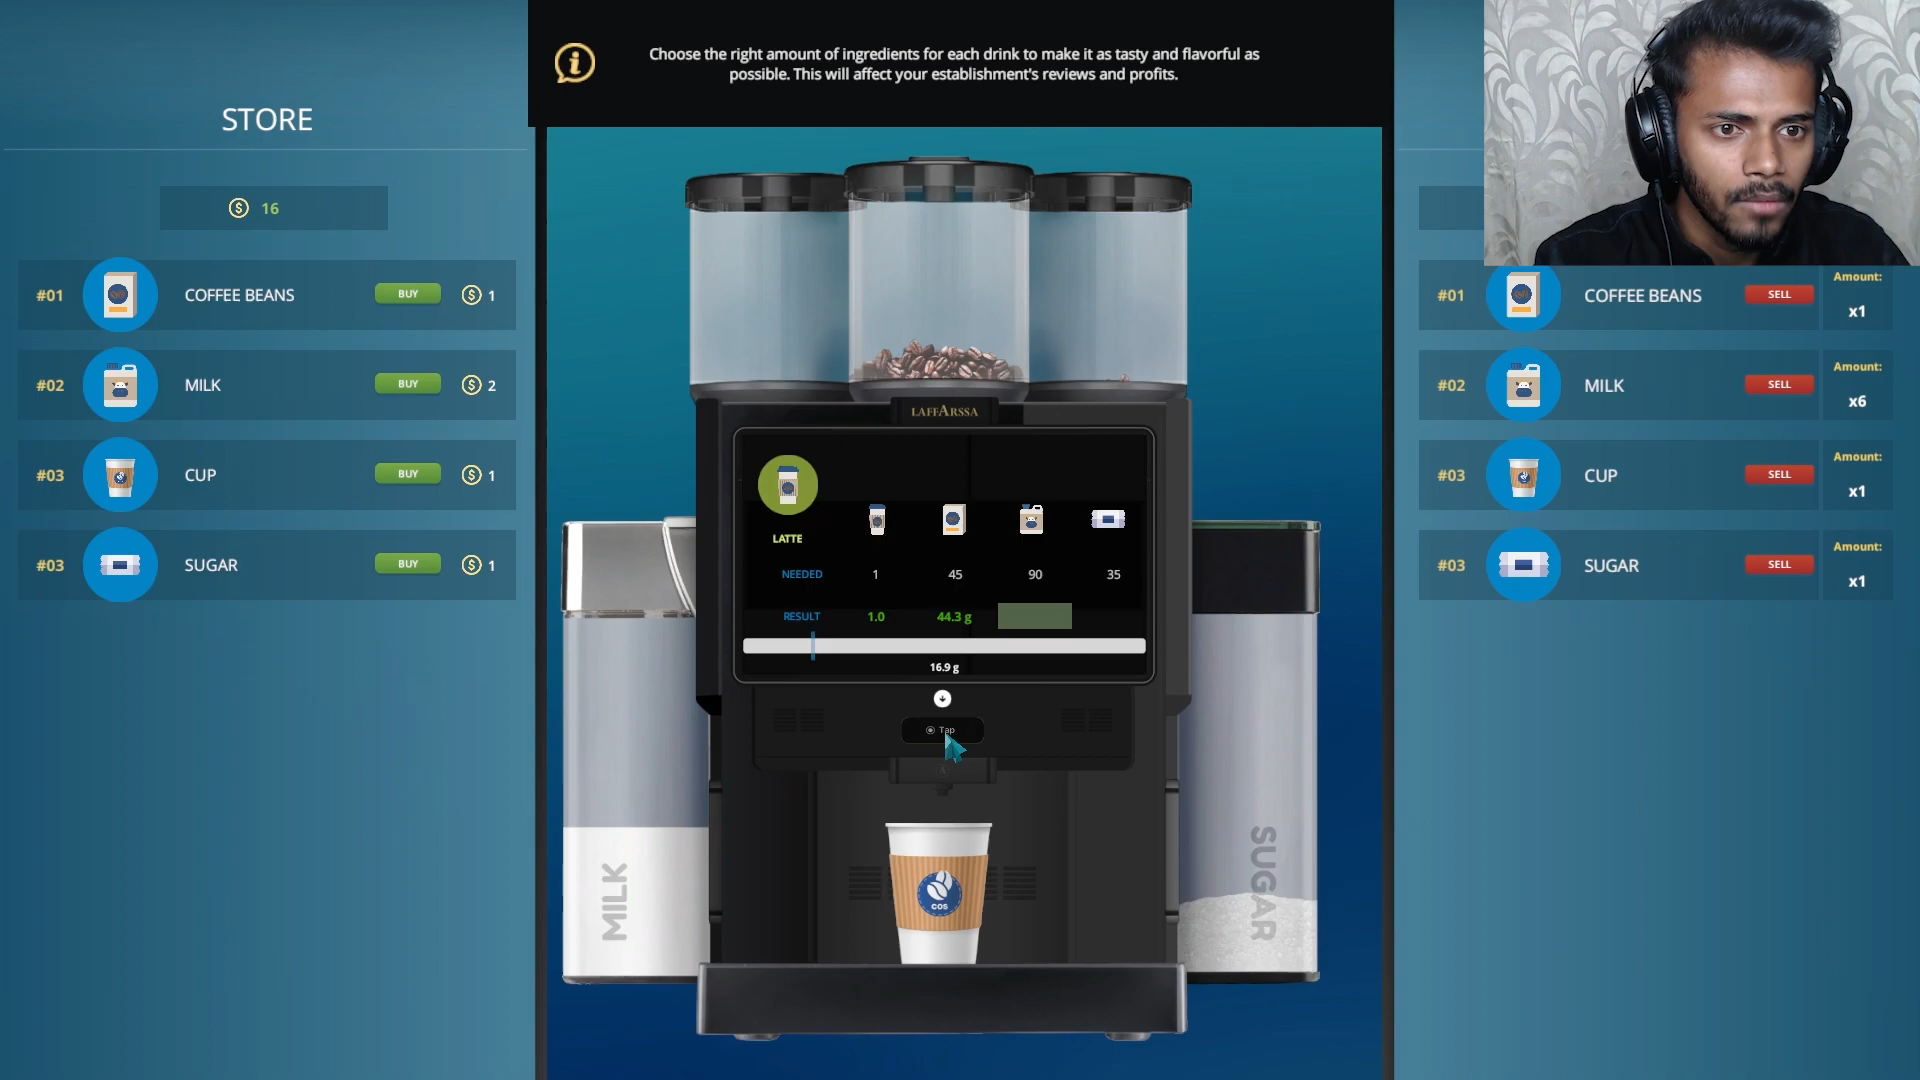 Choose the right amount of ingredients for each drink to make it as tasty and flavorful as
possible. This will affect your establishment's reviews and profits.
STORE
16
#01 COFFEE BEANS BUY 1
#02 MILK BUY 2
#03 CUP BUY 1
#03 SUGAR BUY 1
LAFFARSSA
LATTE
NEEDED 1 45 90 35
RESULT 1.0 44.3 g
16.9 g
Tap
MILK
SUGAR
COS
Amount:
#01 COFFEE BEANS SELL x1
Amount:
#02 MILK SELL x6
Amount:
#03 CUP SELL x1
Amount:
#03 SUGAR SELL x1